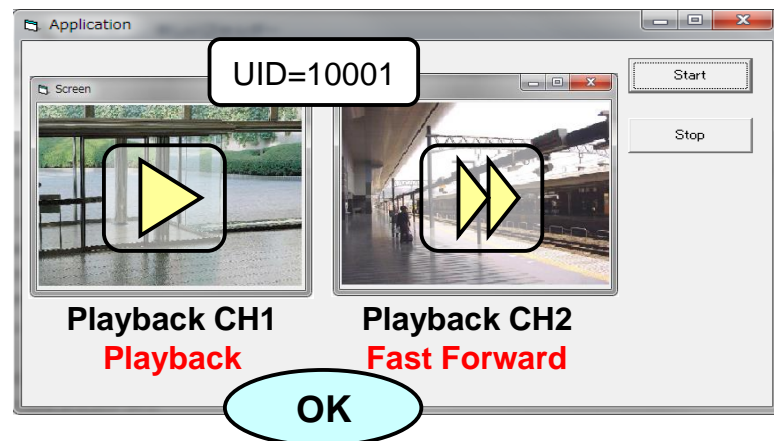 Application
UID=10001
Screen
Start
Stop
Playback CH1
Playback
Playback CH2
Fast Forward
OK